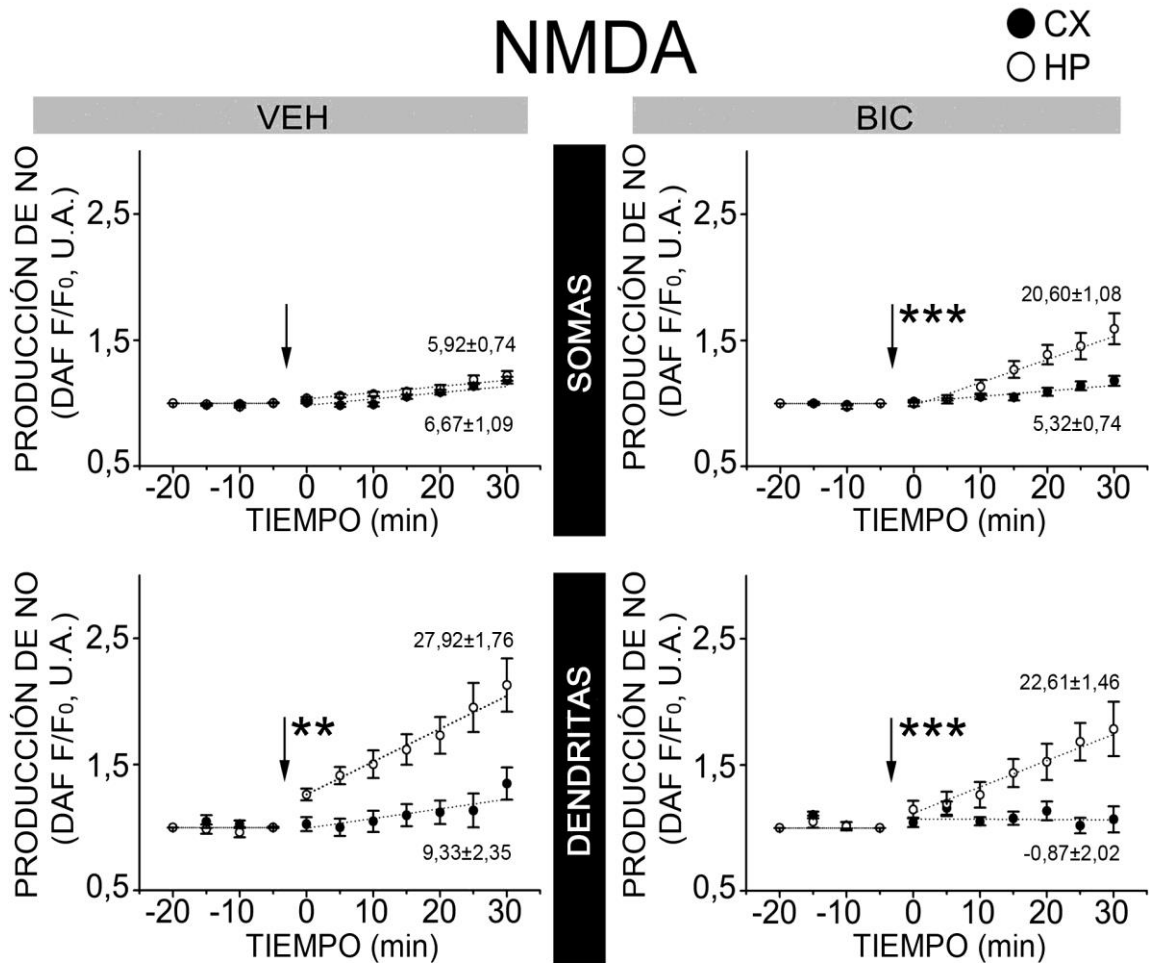 NMDA
CX
HP
VEH
BIC
PRODUCCIÓN DE NO
(DAF F/F₀, U.A.)
2,5
1,5
0,5
5,92±0,74
6,67±1,09
-20 -10 0 10 20 30
TIEMPO (min)
SOMAS
PRODUCCIÓN DE NO
(DAF F/F₀, U.A.)
2,5
1,5
0,5
***
20,60±1,08
5,32±0,74
-20 -10 0 10 20 30
TIEMPO (min)
PRODUCCIÓN DE NO
(DAF F/F₀, U.A.)
2,5
1,5
0,5
**
27,92±1,76
9,33±2,35
-20 -10 0 10 20 30
TIEMPO (min)
DENDRITAS
PRODUCCIÓN DE NO
(DAF F/F₀, U.A.)
2,5
1,5
0,5
***
22,61±1,46
-0,87±2,02
-20 -10 0 10 20 30
TIEMPO (min)